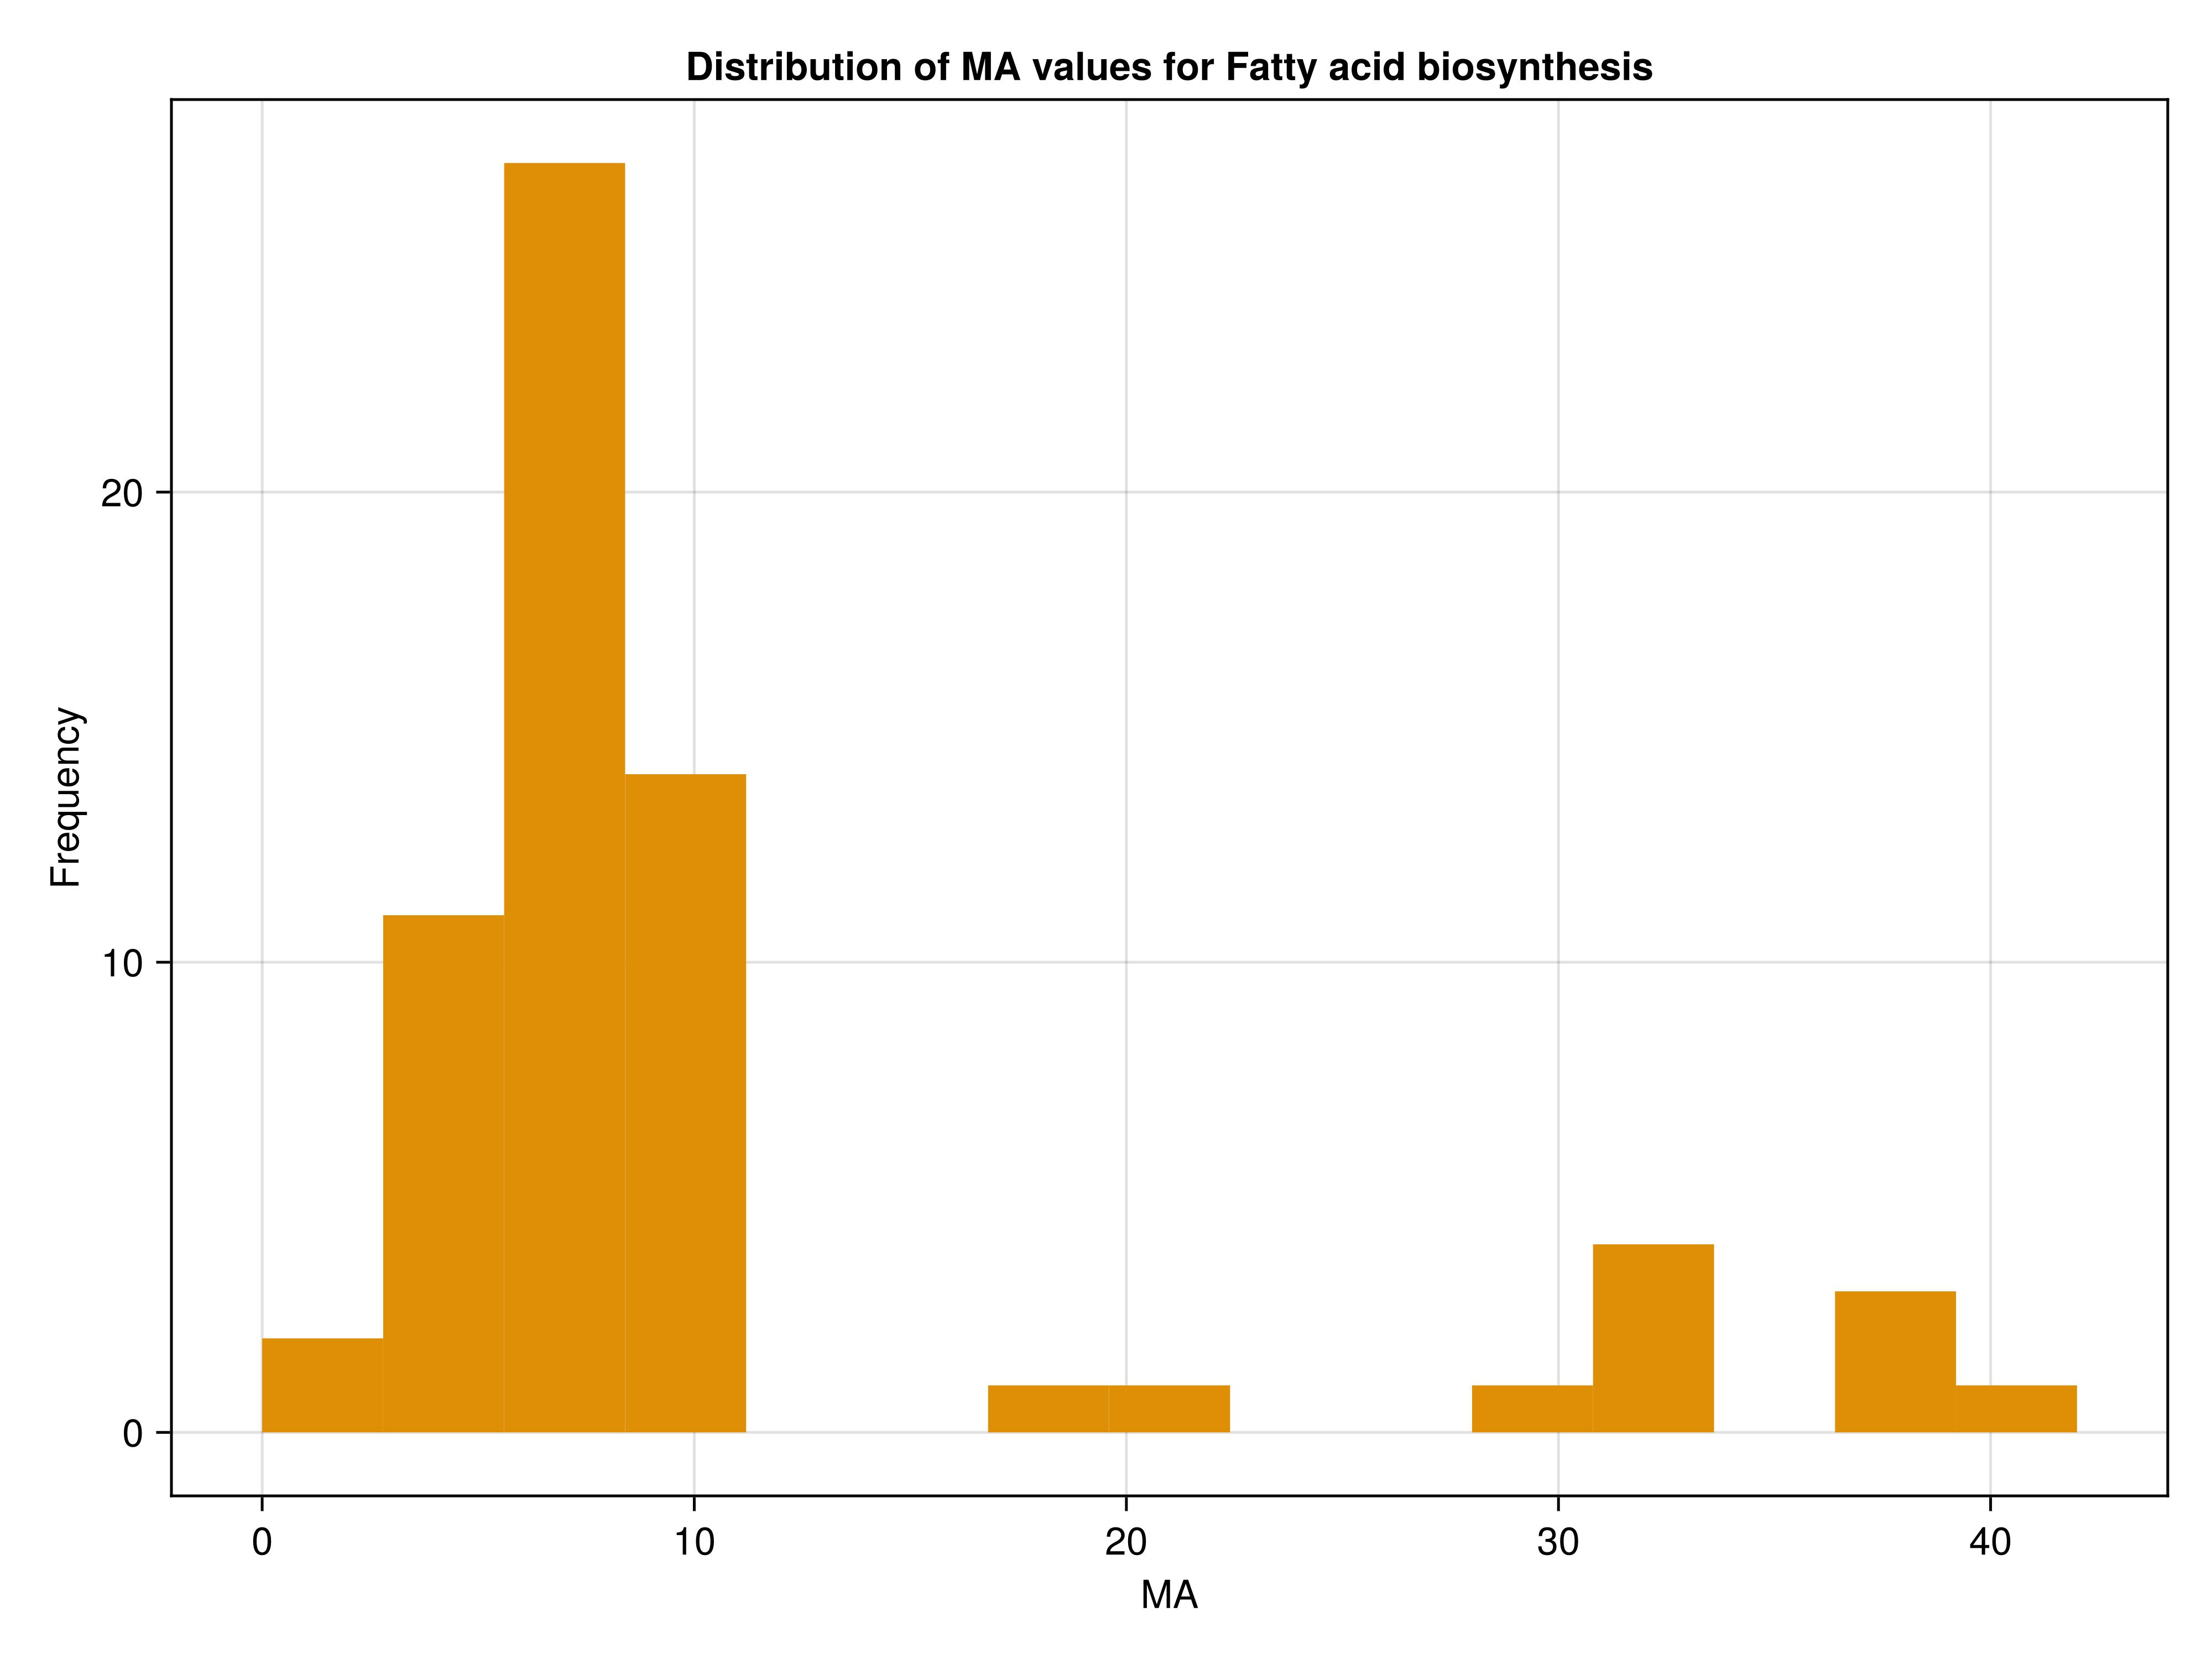 Distribution of MA values for Fatty acid biosynthesis
Frequency
20
10
0
0 10 20 30 40
MA